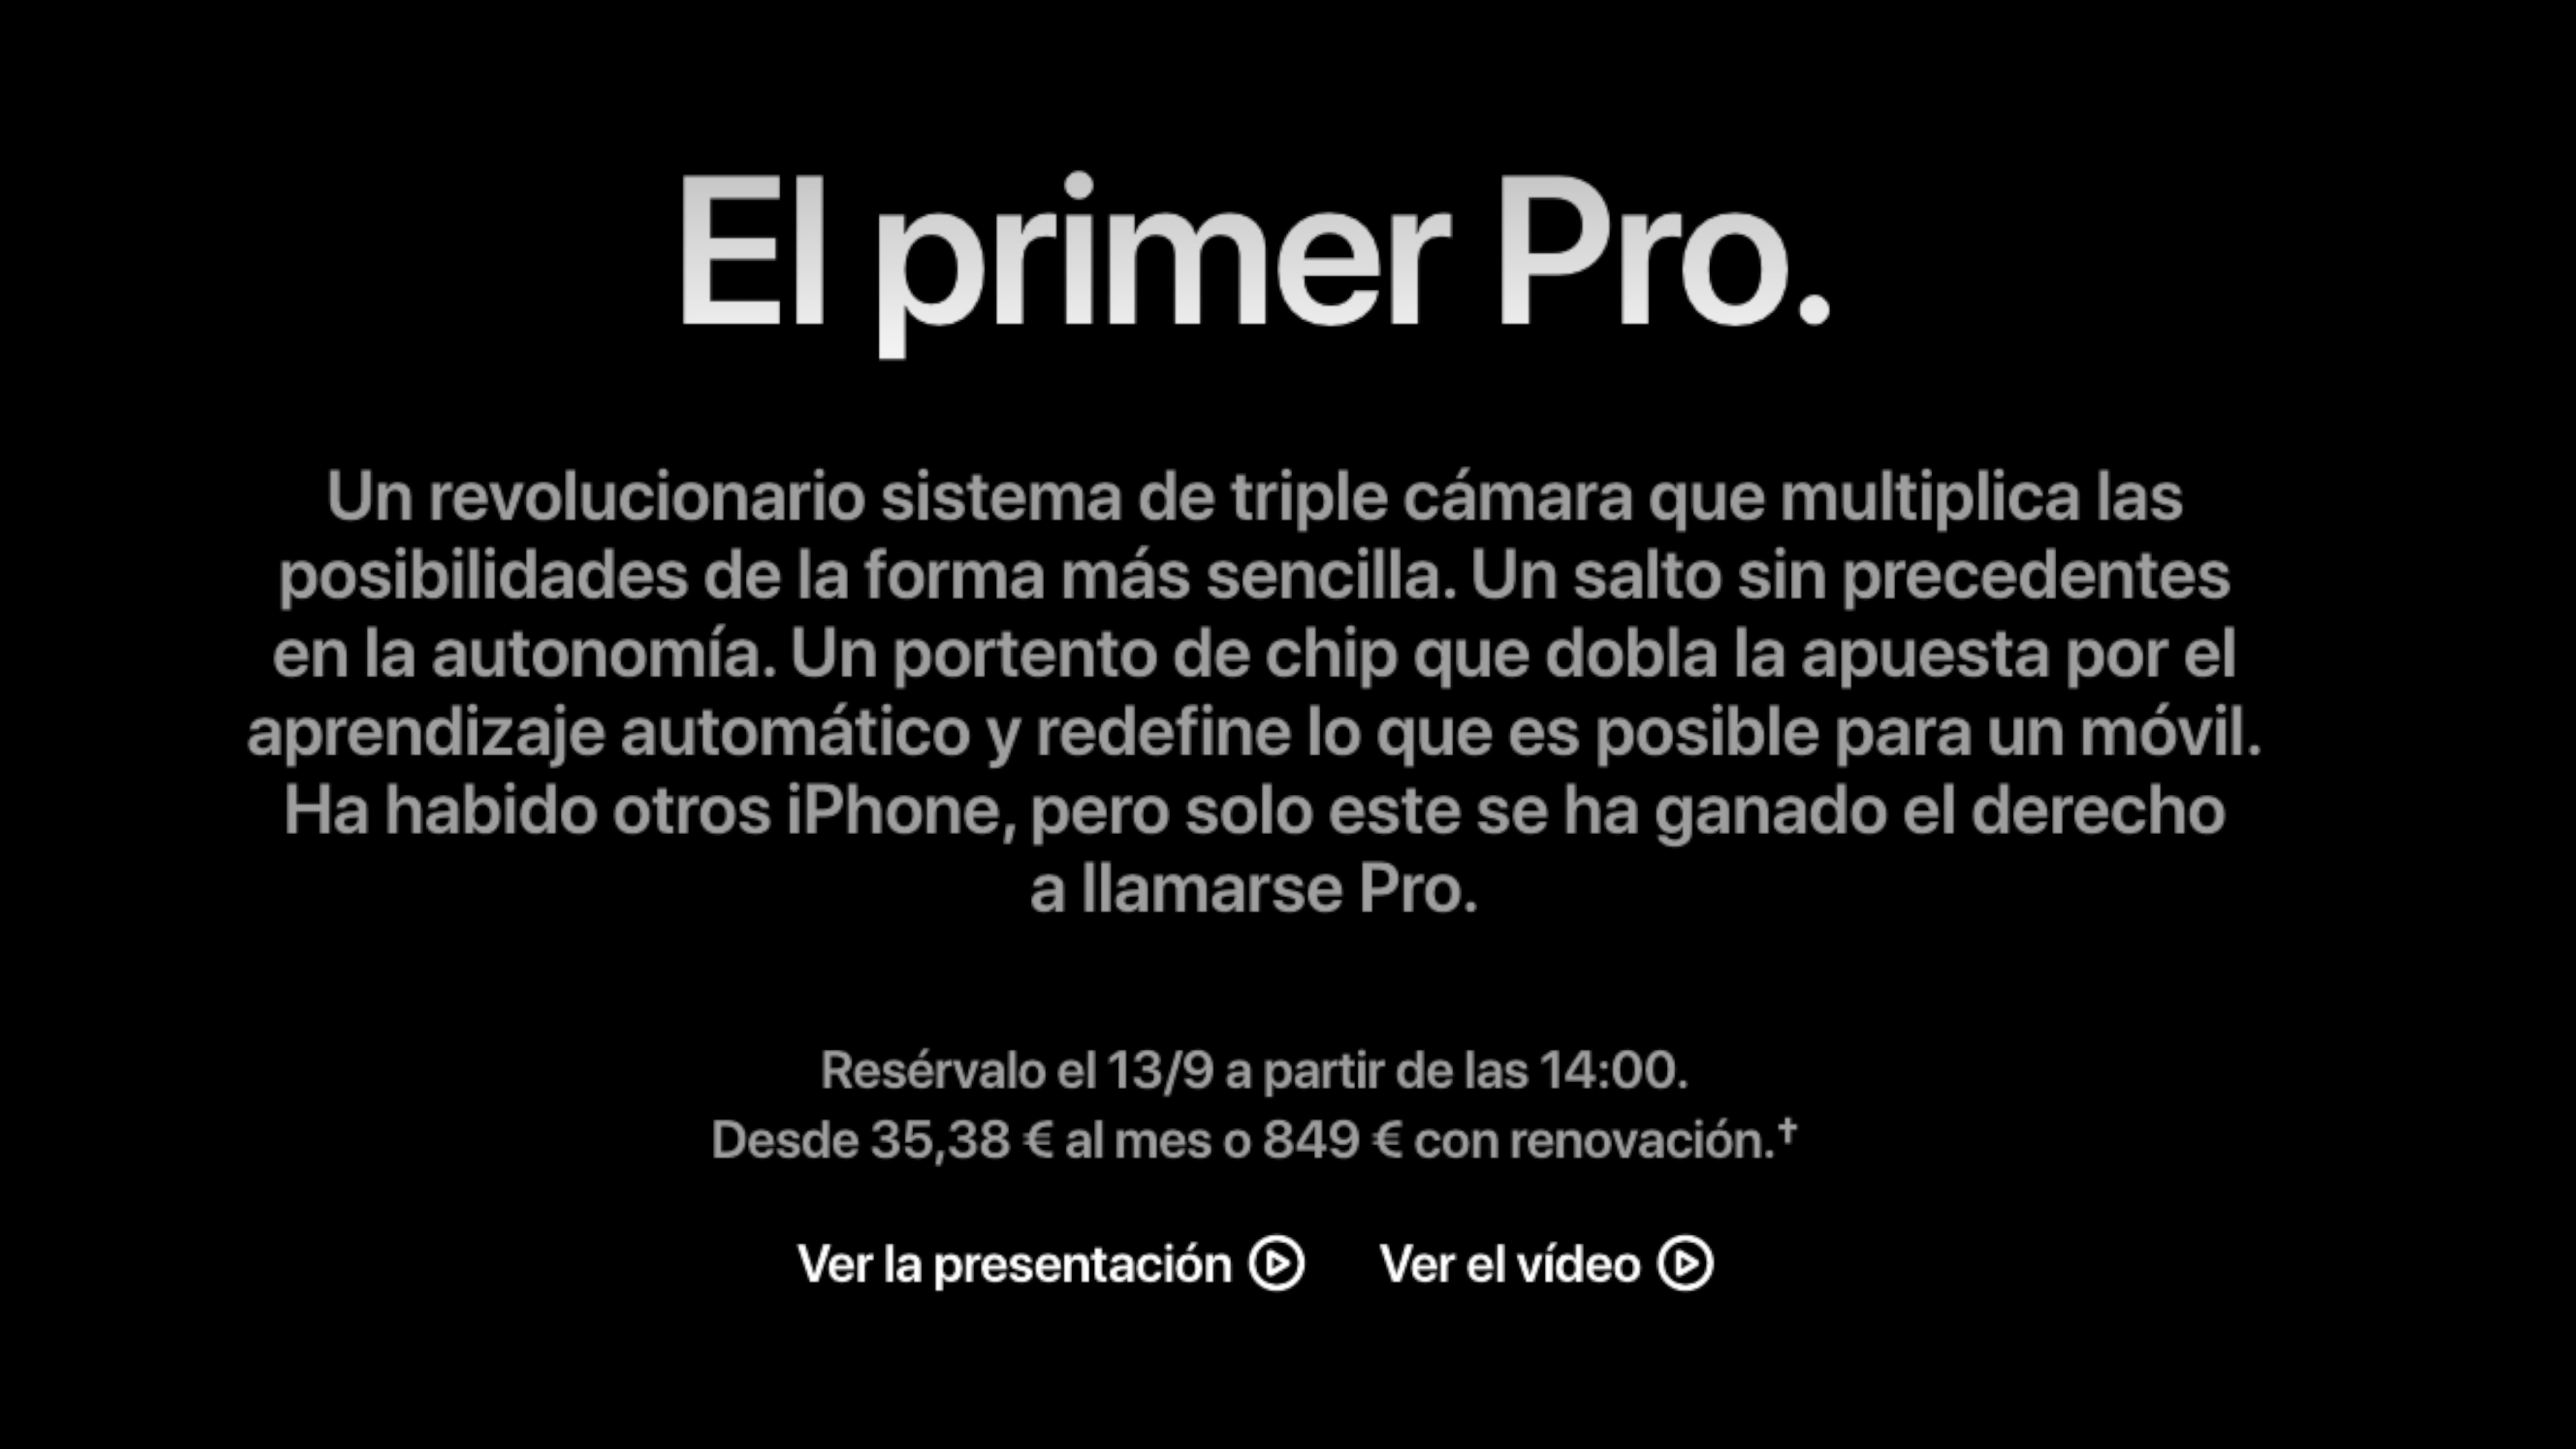 El primer Pro.
Un revolucionario sistema de triple cámara que multiplica las
posibilidades de la forma más sencilla. Un salto sin precedentes
en la autonomía. Un portento de chip que dobla la apuesta por el
aprendizaje automático y redefine lo que es posible para un móvil.
Ha habido otros iPhone, pero solo este se ha ganado el derecho
a llamarse Pro.
Resérvalo el 13/9 a partir de las 14:00.
Desde 35,38 € al mes o 849 € con renovación.†
Ver la presentación
Ver el vídeo